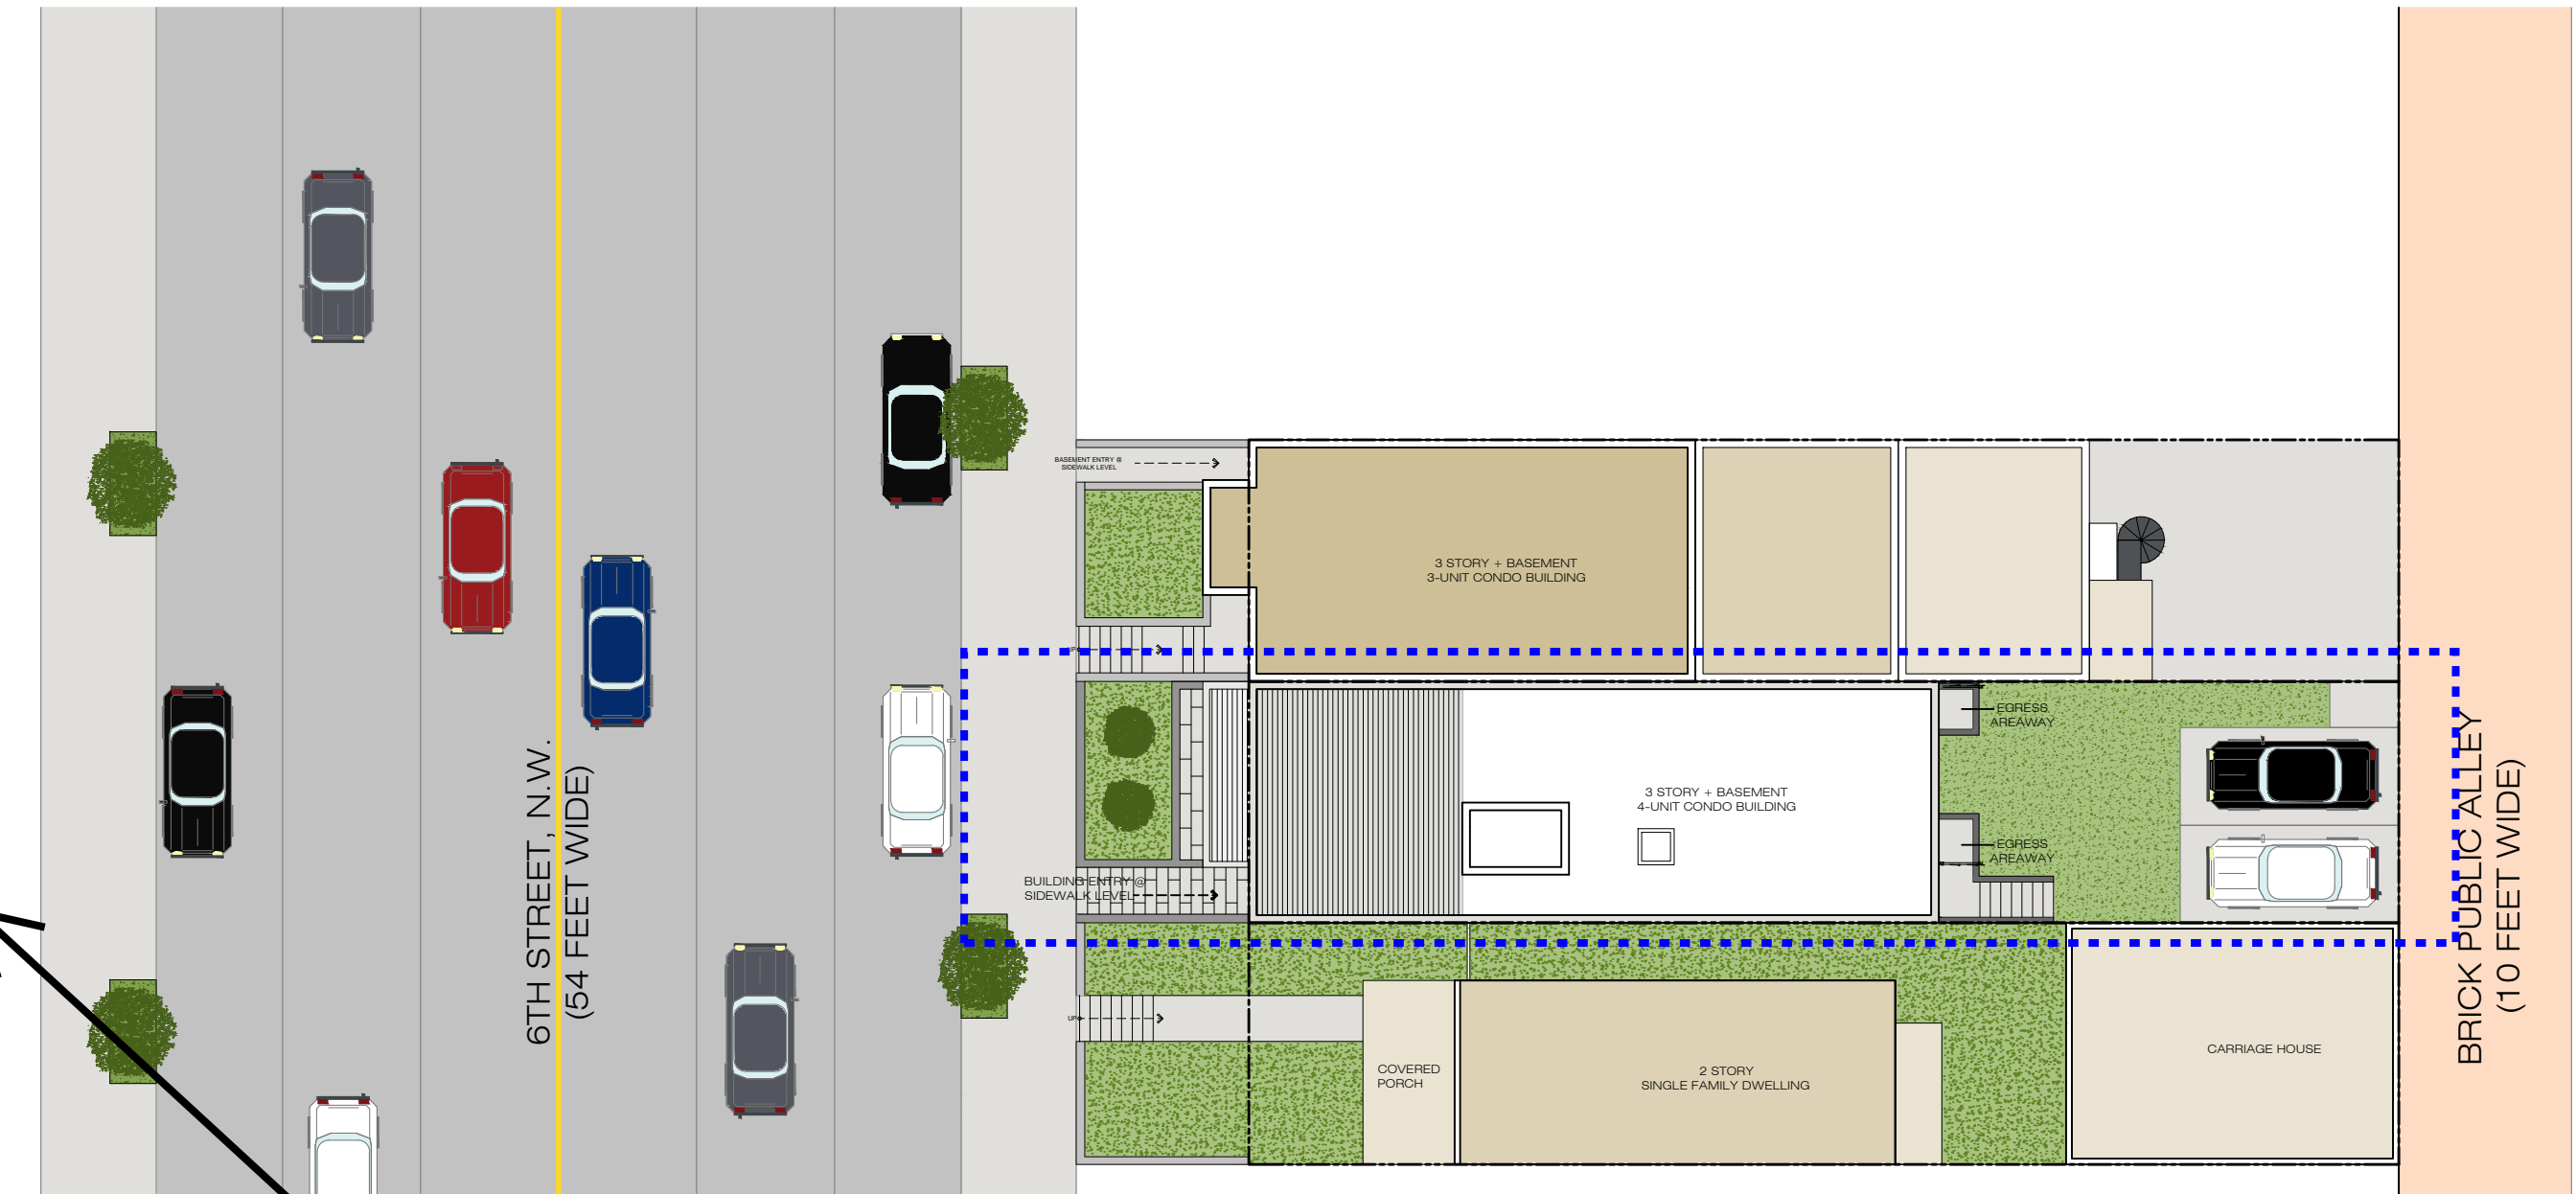 BASEMENT ENTRY @
SIDEWALK LEVEL
3 STORY + BASEMENT
3-UNIT CONDO BUILDING
UP
EGRESS
AREAWAY
3 STORY + BASEMENT
4-UNIT CONDO BUILDING
EGRESS
AREAWAY
BUILDING ENTRY @
SIDEWALK LEVEL
6TH STREET, N.W.
(54 FEET WIDE)
BRICK PUBLIC ALLEY
(10 FEET WIDE)
UP
COVERED
PORCH
2 STORY
SINGLE FAMILY DWELLING
CARRIAGE HOUSE